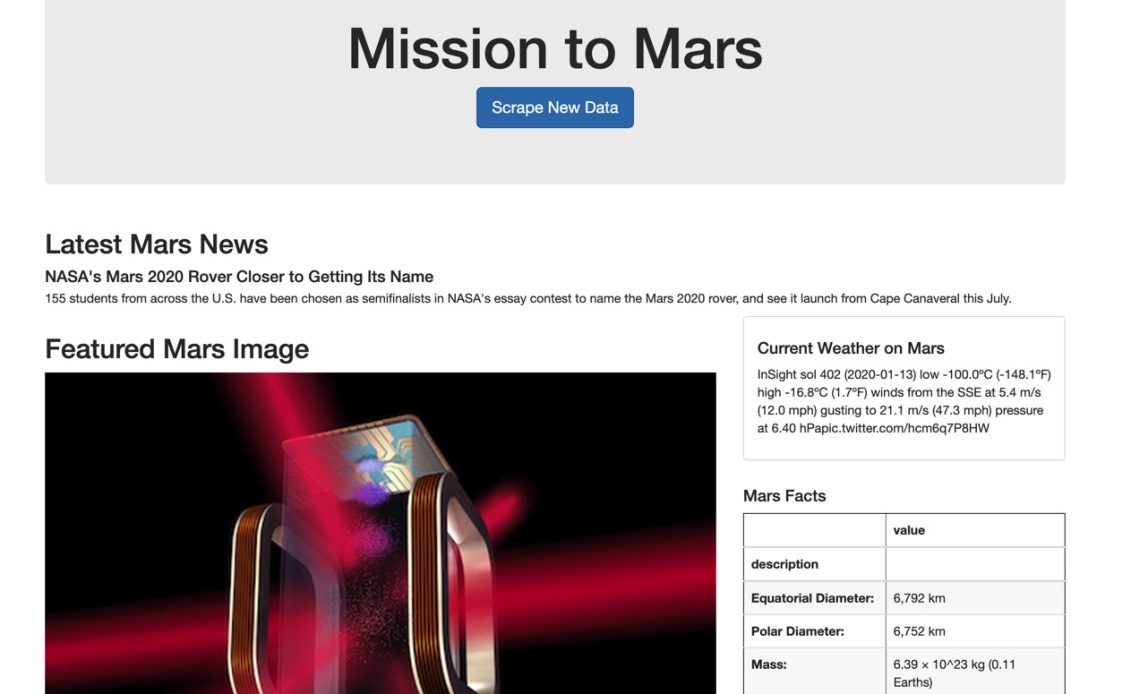 Mission to Mars
Scrape New Data
Latest Mars News
NASA's Mars 2020 Rover Closer to Getting Its Name
155 students from across the U.S. have been chosen as semifinalists in NASA's essay contest to name the Mars 2020 rover, and see it launch from Cape Canaveral this July.
Featured Mars Image
Current Weather on Mars
InSight sol 402 (2020-01-13) low -100.0ºC (-148.1ºF)
high -16.8ºC (1.7ºF) winds from the SSE at 5.4 m/s
(12.0 mph) gusting to 21.1 m/s (47.3 mph) pressure
at 6.40 hPapic.twitter.com/hcm6q7P8HW
Mars Facts
value
description
Equatorial Diameter: 6,792 km
Polar Diameter: 6,752 km
Mass: 6.39 × 10^23 kg (0.11
Earths)